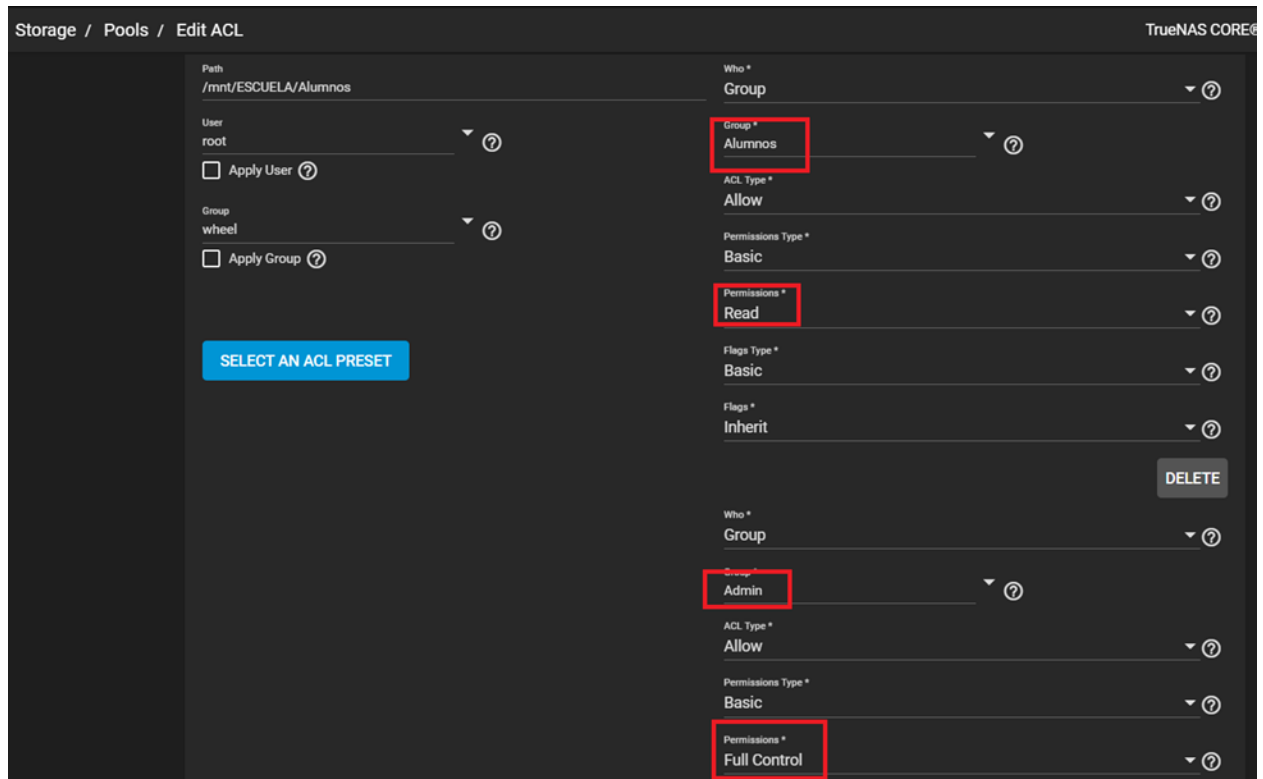 Storage / Pools / Edit ACL
TrueNAS CORE®
Path
/mnt/ESCUELA/Alumnos
User
root
Apply User
Group
wheel
Apply Group
SELECT AN ACL PRESET
Who *
Group
Group *
Alumnos
ACL Type *
Allow
Permissions Type *
Basic
Permissions *
Read
Flags Type *
Basic
Flags *
Inherit
DELETE
Who *
Group
Group *
Admin
ACL Type *
Allow
Permissions Type *
Basic
Permissions *
Full Control